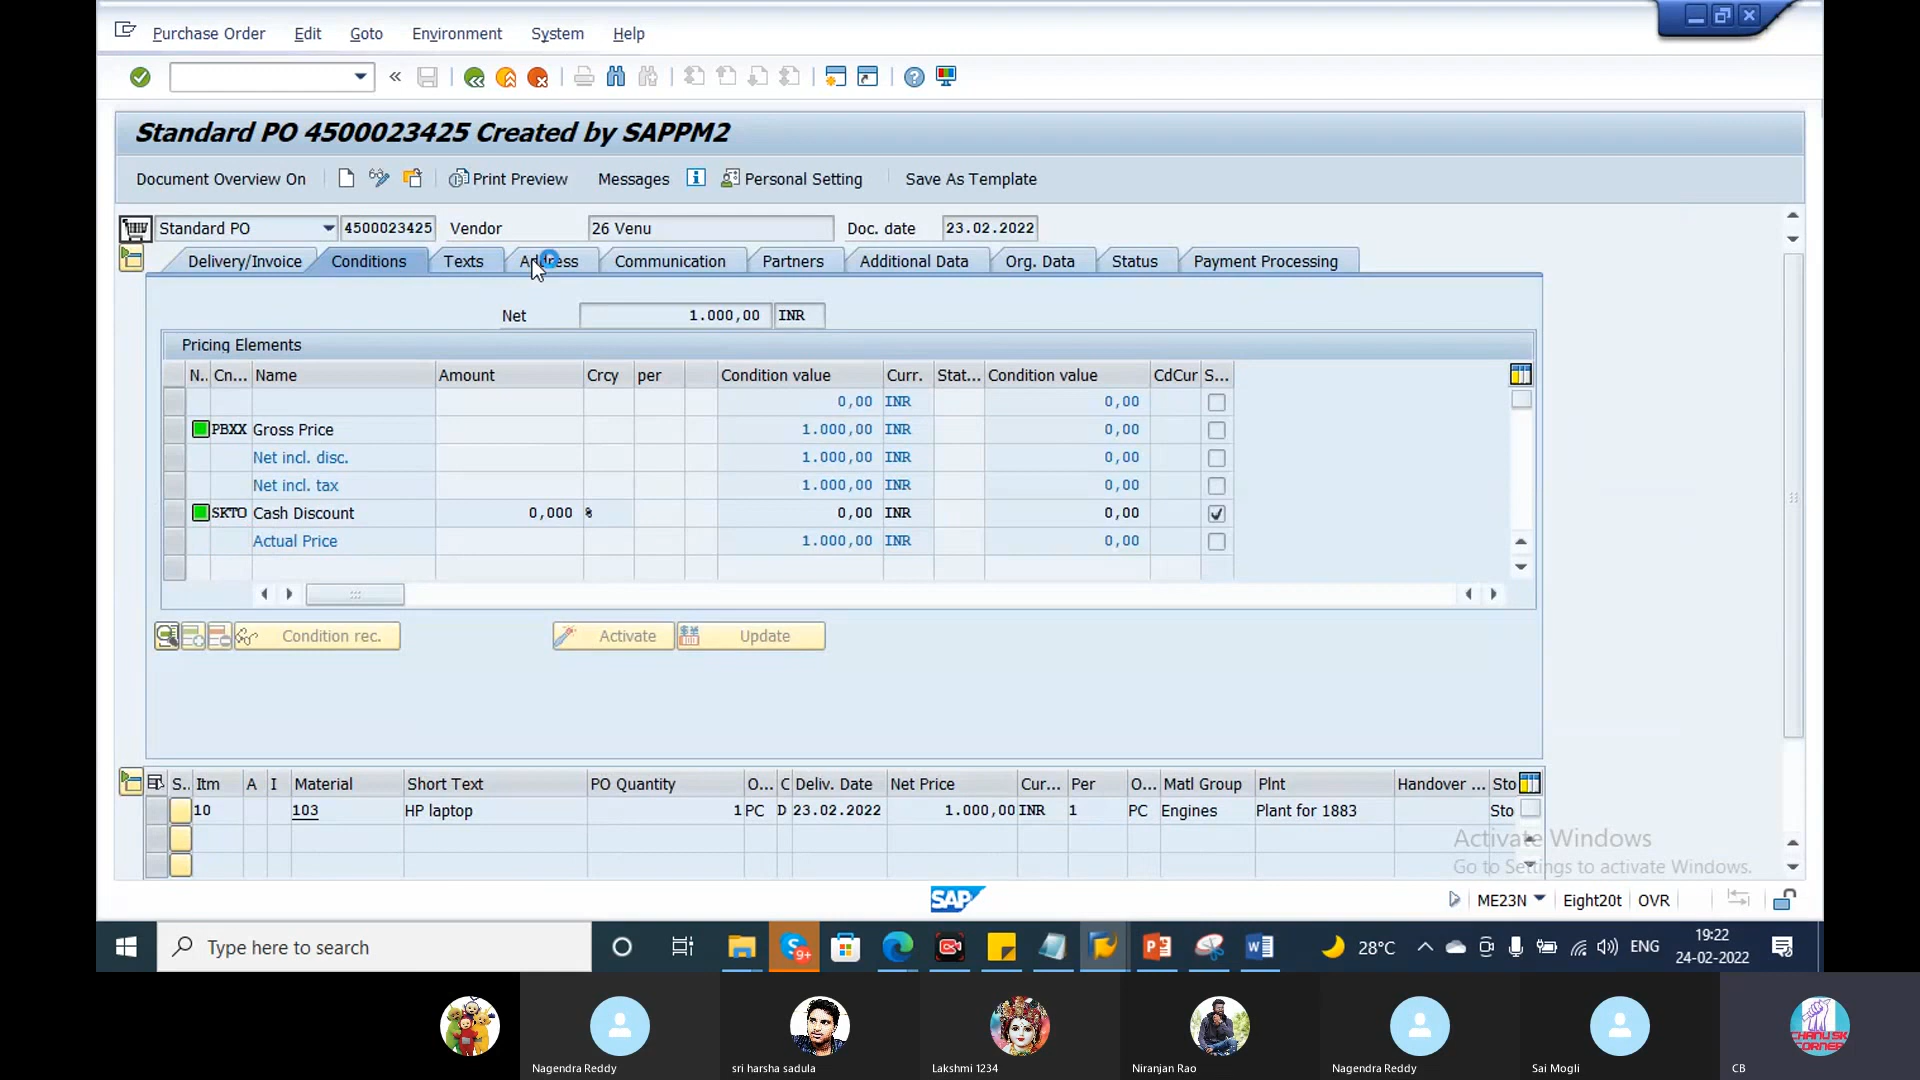 Purchase Order Edit Goto Environment System Help
Standard PO 4500023425 Created by SAPPM2
Document Overview On Print Preview Messages Personal Setting Save As Template
Standard PO 4500023425 Vendor 26 Venu Doc. date 23.02.2022
Delivery/Invoice Conditions Texts Address Communication Partners Additional Data Org. Data Status Payment Processing
Net 1.000,00 INR
Pricing Elements
N.. Cn... Name Amount Crcy per Condition value Curr. Stat... Condition value CdCur S...
0,00 INR 0,00
PBXX Gross Price 1.000,00 INR 0,00
Net incl. disc. 1.000,00 INR 0,00
Net incl. tax 1.000,00 INR 0,00
SKTO Cash Discount 0,000 % 0,00 INR 0,00
Actual Price 1.000,00 INR 0,00
Condition rec. Activate Update
S.. Itm A I Material Short Text PO Quantity O... C Deliv. Date Net Price Cur... Per O... Matl Group Plnt Handover ... Sto
10 103 HP laptop 1 PC D 23.02.2022 1.000,00 INR 1 PC Engines Plant for 1883 Sto
Activate Windows
Go to Settings to activate Windows.
SAP ME23N Eight20t OVR
Type here to search 9+ 28°C ENG 19:22
24-02-2022
CHANU SK
CORNER
Nagendra Reddy sri harsha sadula Lakshmi 1234 Niranjan Rao Nagendra Reddy Sai Mogli CB